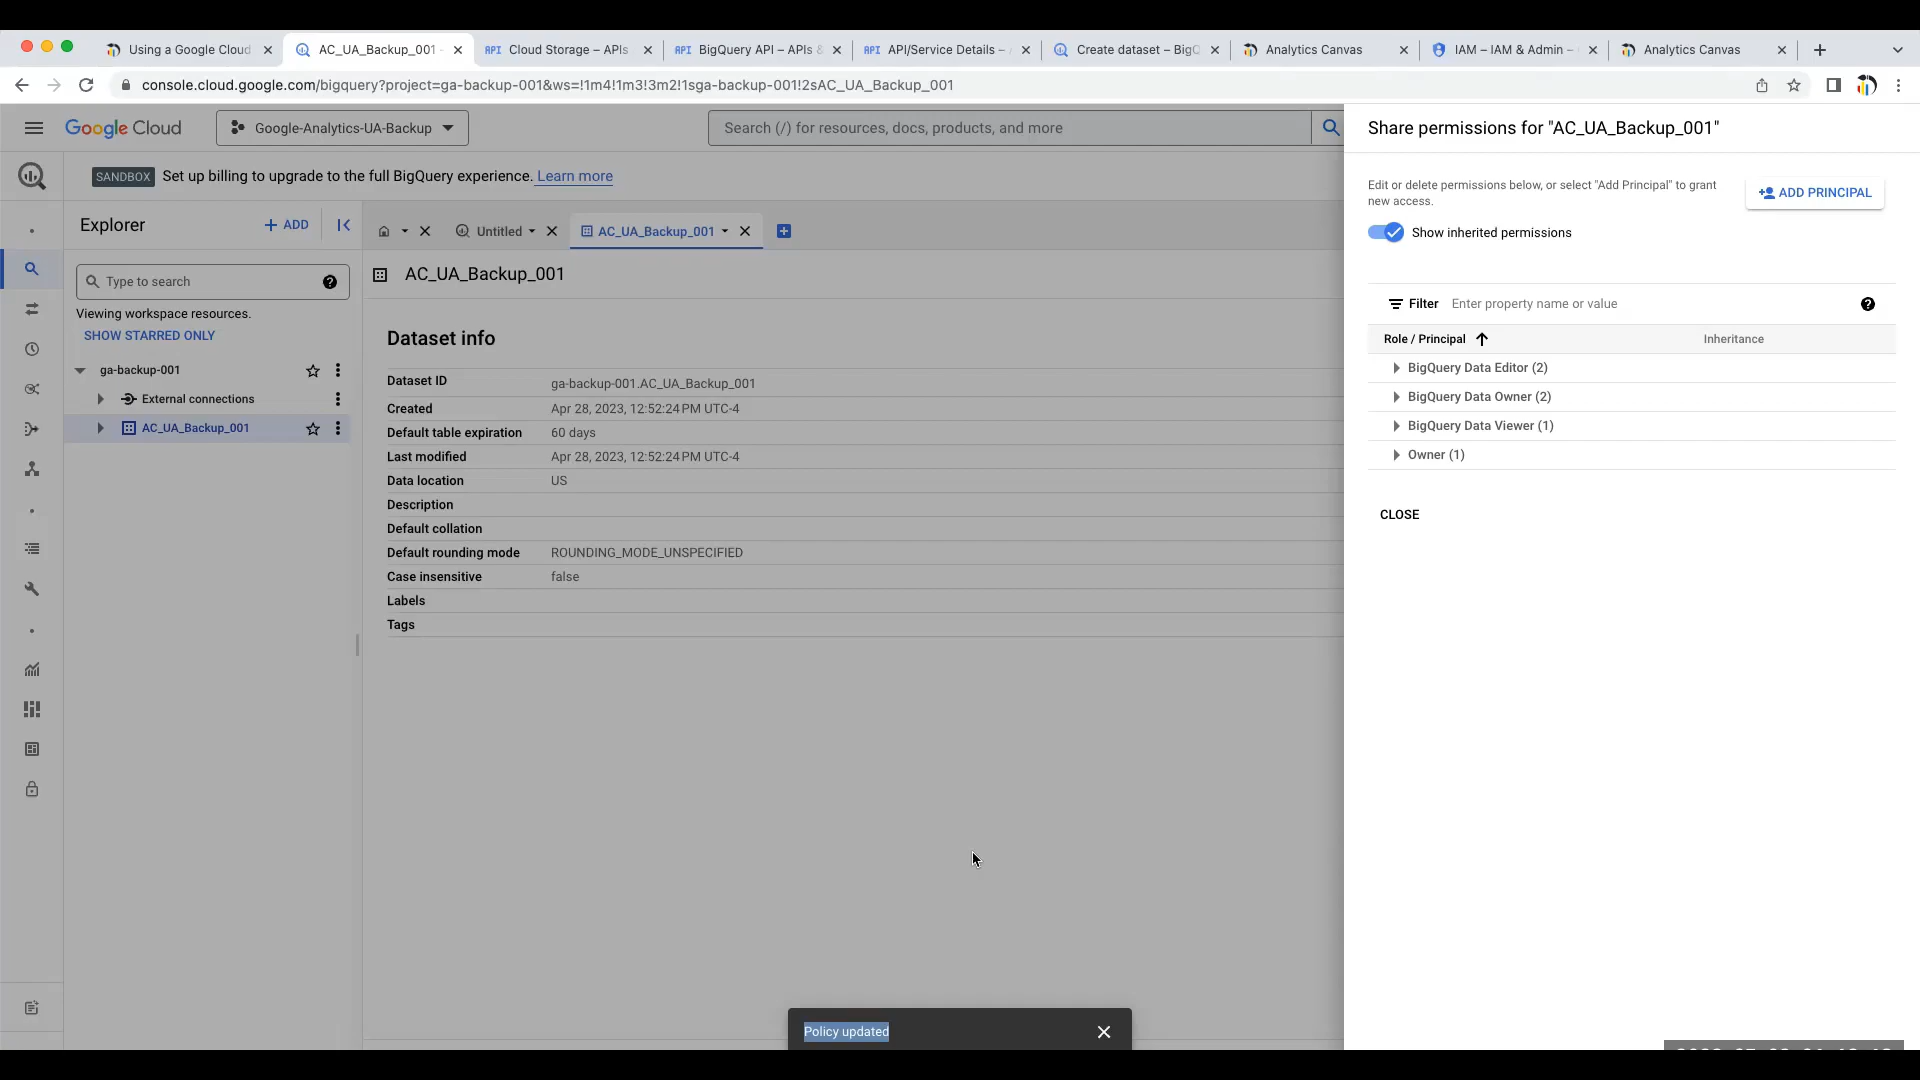 Using a Google Cloud
AC_UA_Backup_001
API Cloud Storage – APIs
API BigQuery API – APIs &
API API/Service Details –
Create dataset – BigQ
Analytics Canvas
IAM – IAM & Admin –
Analytics Canvas
console.cloud.google.com/bigquery?project=ga-backup-001&ws=!1m4!1m3!3m2!1sga-backup-001!2sAC_UA_Backup_001
Google Cloud
Google-Analytics-UA-Backup
Search (/) for resources, docs, products, and more
SANDBOX Set up billing to upgrade to the full BigQuery experience. Learn more
Explorer
+ ADD
Type to search
Viewing workspace resources.
SHOW STARRED ONLY
ga-backup-001
External connections
AC_UA_Backup_001
Untitled
AC_UA_Backup_001
AC_UA_Backup_001
Dataset info
Dataset ID ga-backup-001.AC_UA_Backup_001
Created Apr 28, 2023, 12:52:24 PM UTC-4
Default table expiration 60 days
Last modified Apr 28, 2023, 12:52:24 PM UTC-4
Data location US
Description
Default collation
Default rounding mode ROUNDING_MODE_UNSPECIFIED
Case insensitive false
Labels
Tags
Share permissions for "AC_UA_Backup_001"
Edit or delete permissions below, or select "Add Principal" to grant
new access.
ADD PRINCIPAL
Show inherited permissions
Filter Enter property name or value
Role / Principal Inheritance
BigQuery Data Editor (2)
BigQuery Data Owner (2)
BigQuery Data Viewer (1)
Owner (1)
CLOSE
Policy updated